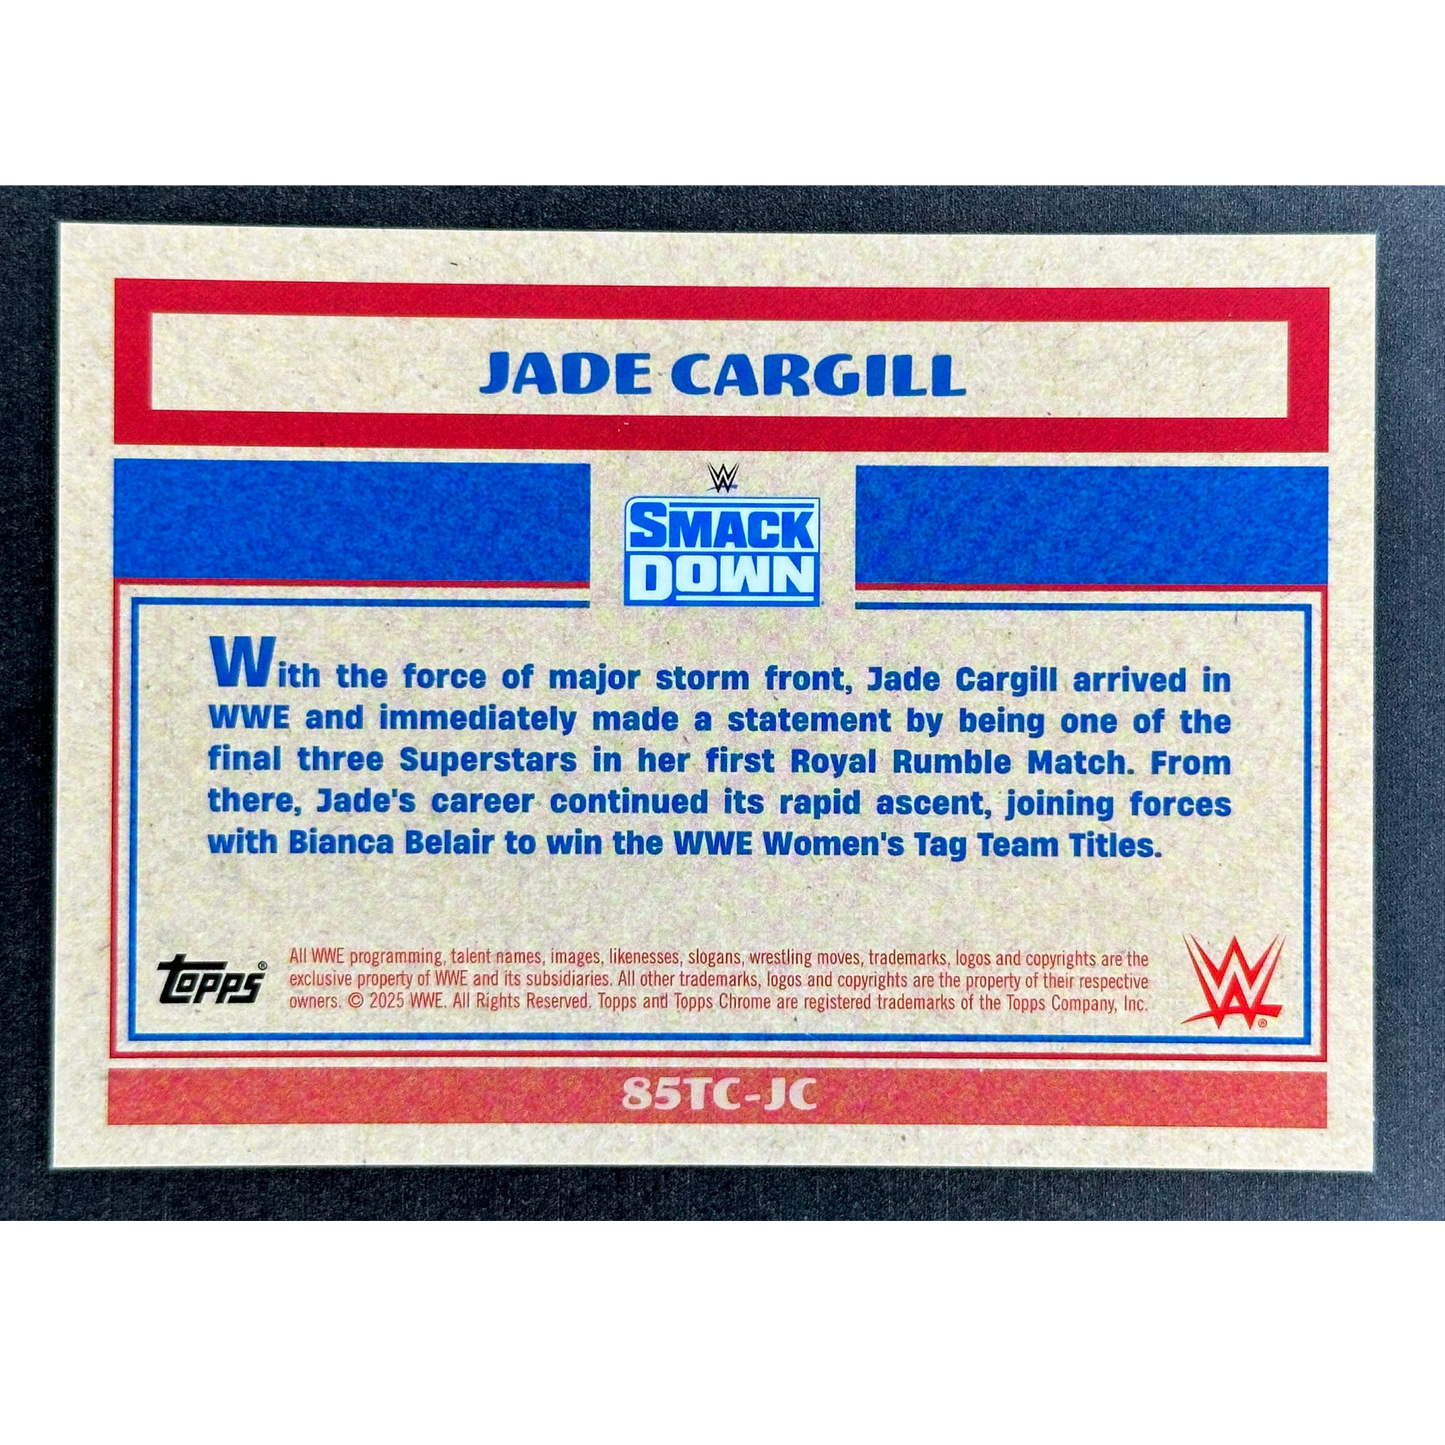 JADE CARGILL
W
SMACK
DOWN
With the force of major storm front, Jade Cargill arrived in
WWE and immediately made a statement by being one of the
final three Superstars in her first Royal Rumble Match. From
there, Jade's career continued its rapid ascent, joining forces
with Bianca Belair to win the WWE Women's Tag Team Titles.
topps®
All WWE programming, talent names, images, likenesses, slogans, wrestling moves, trademarks, logos and copyrights are the
exclusive property of WWE and its subsidiaries. All other trademarks, logos and copyrights are the property of their respective
owners. © 2025 WWE. All Rights Reserved. Topps and Topps Chrome are registered trademarks of the Topps Company, Inc.
W®
85TC-JC